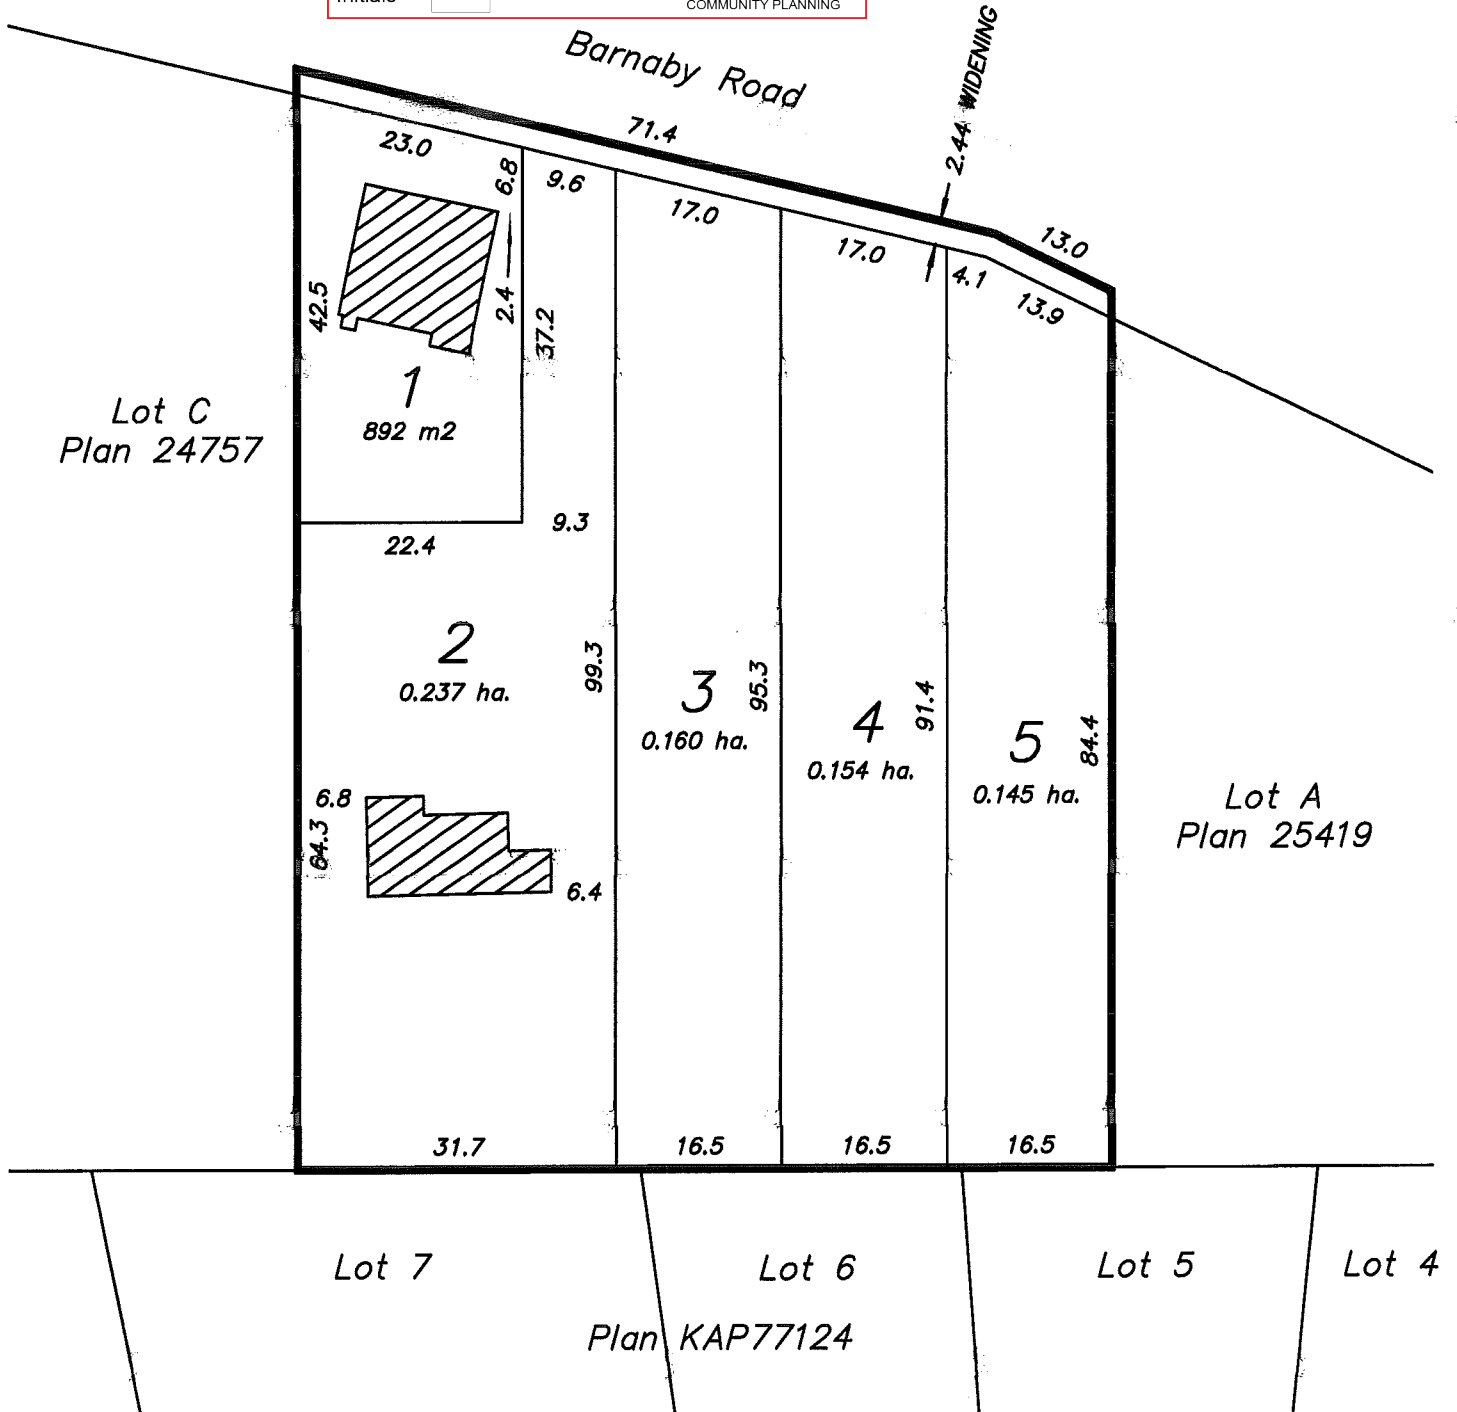 Initials
COMMUNITY PLANNING
Barnaby Road
2.44 WIDENING
71.4
23.0
6.8
9.6
17.0
17.0
13.0
4.1
13.9
42.5
2.4
37.2
1
892 m2
Lot C
Plan 24757
9.3
22.4
2
0.237 ha.
99.3
3
0.160 ha.
95.3
4
0.154 ha.
91.4
5
0.145 ha.
84.4
Lot A
Plan 25419
6.8
64.3
6.4
31.7
16.5
16.5
16.5
Lot 7
Lot 6
Lot 5
Lot 4
Plan KAP77124